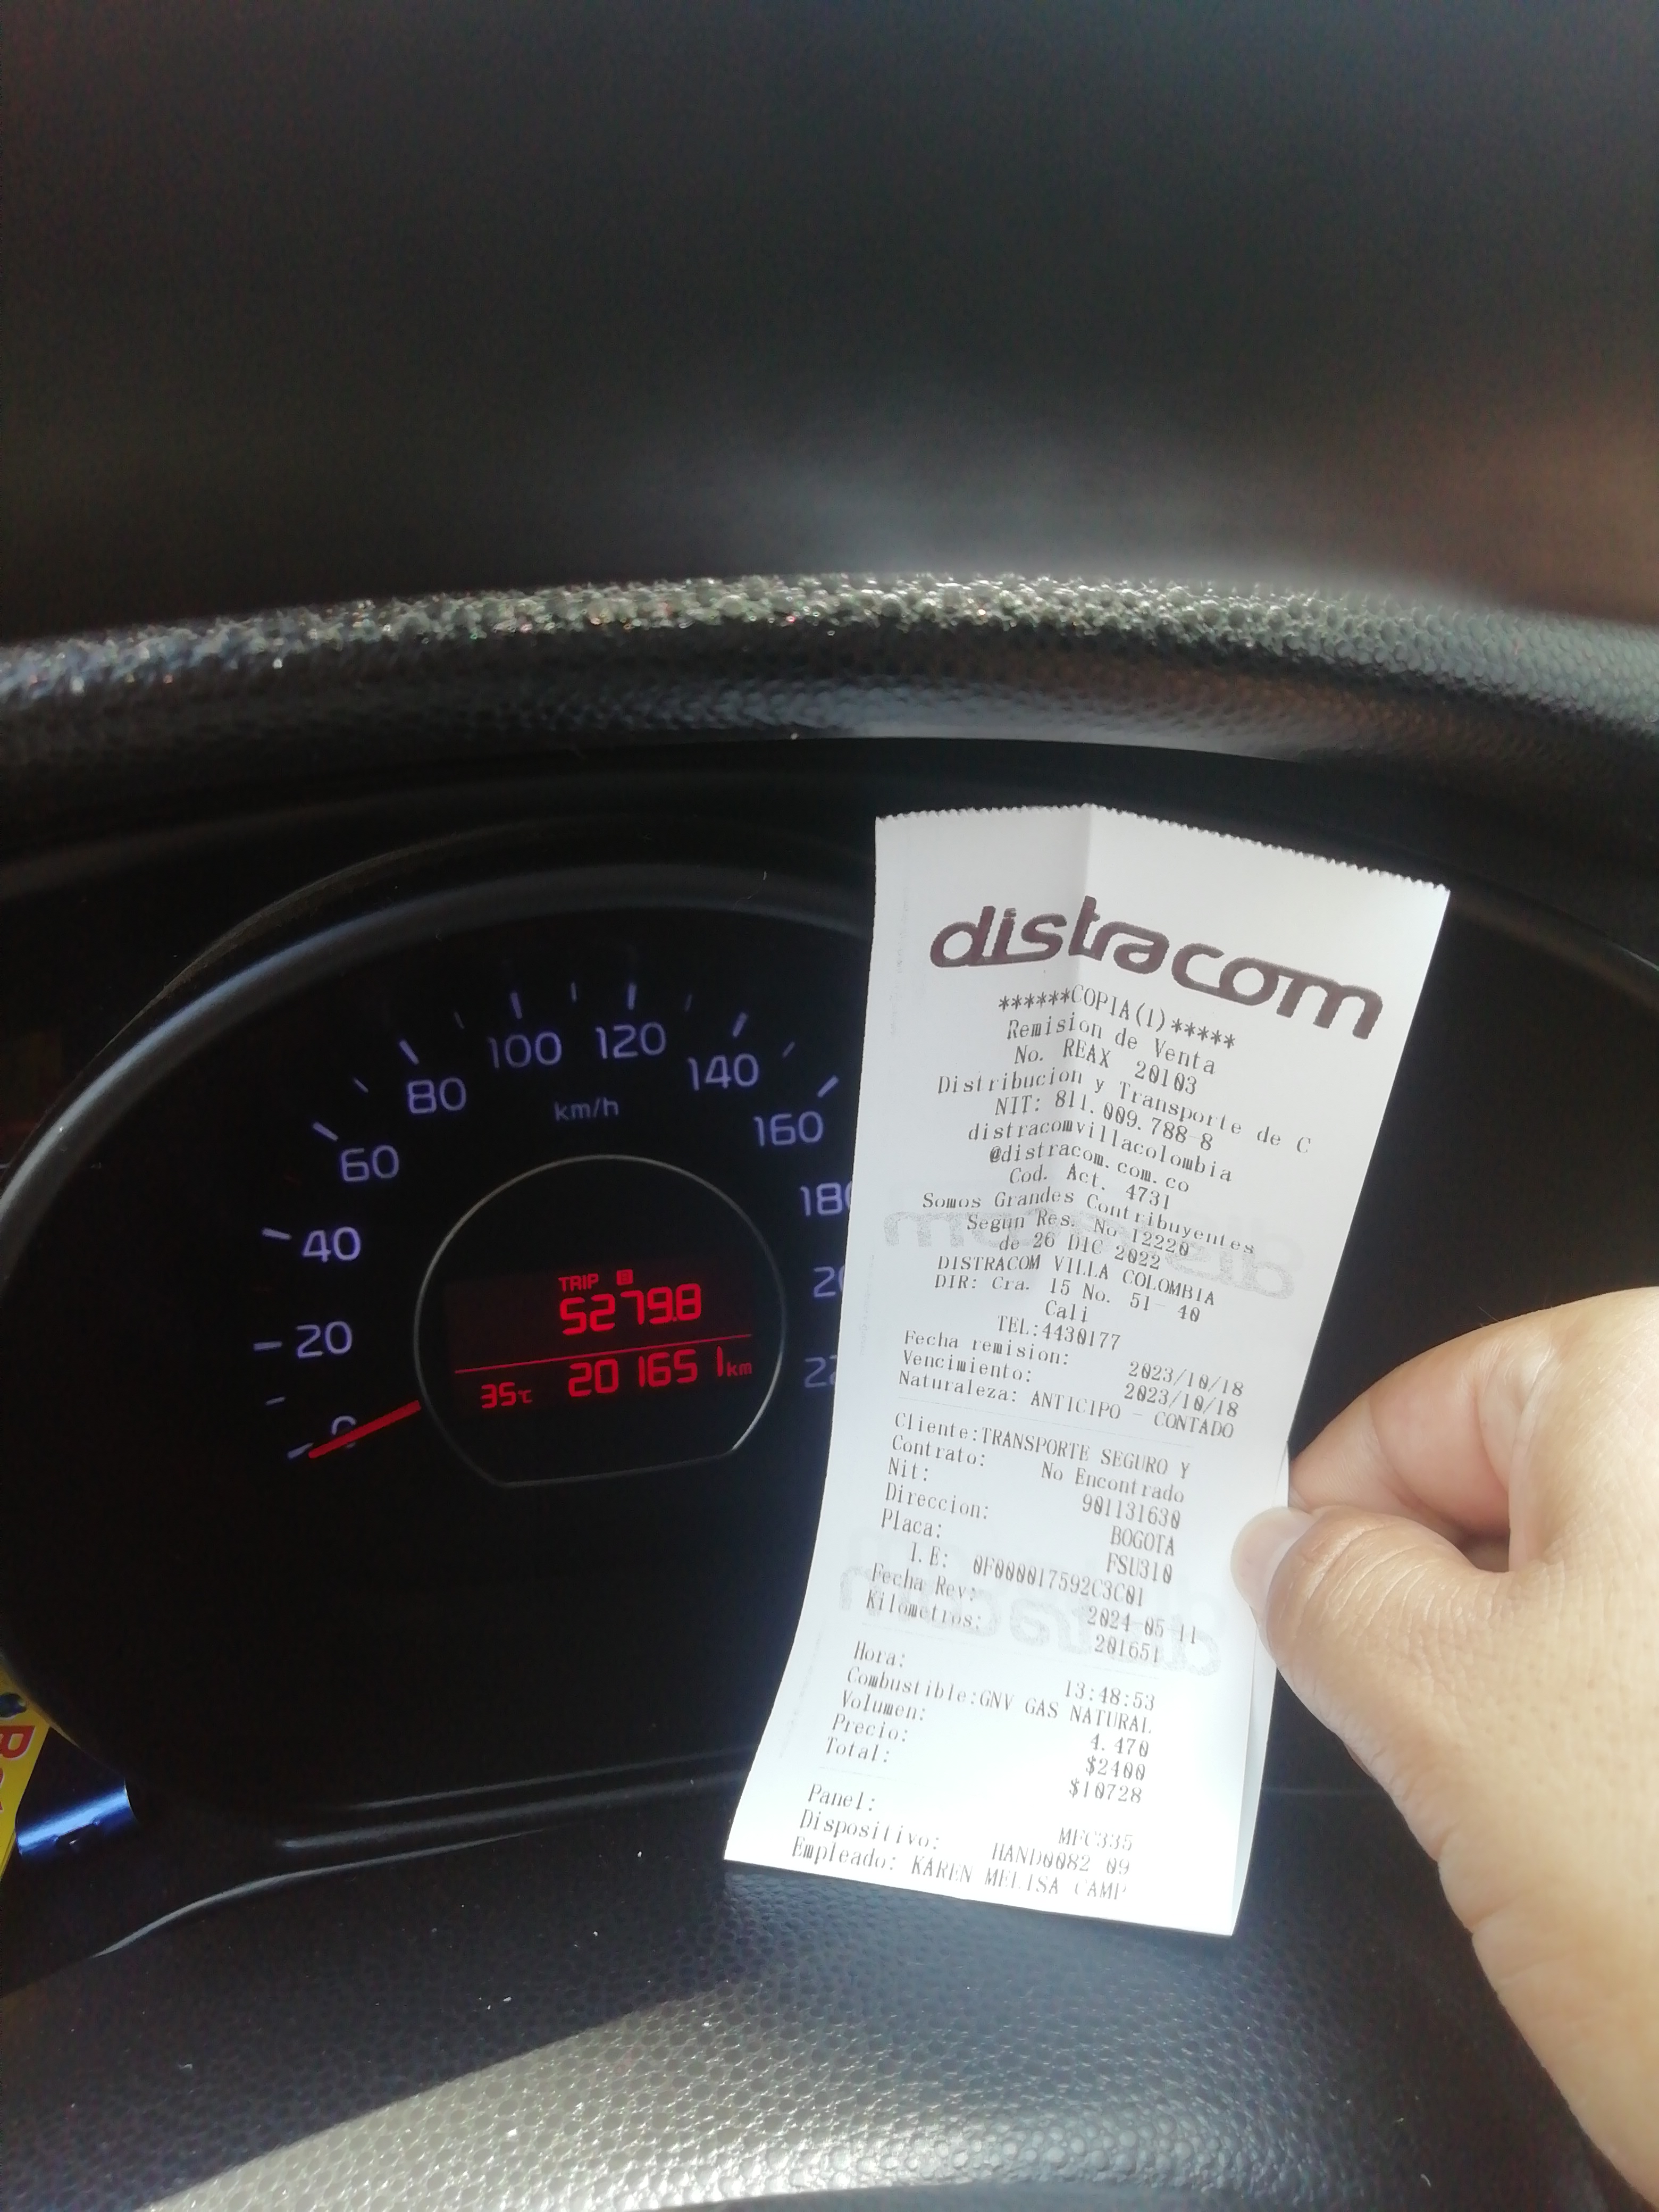 100
120
80
140
km/h
60
160
40
TRIP B
5279.8
20
35°C
201651 km
0
distracom
******COPIA(1)*****
Remision de Venta
No. REAX 20103
Distribucion y Transporte de C
NIT: 811.009.788-8
distracomvillacolombia
@distracom.com.co
Cod. Act. 4731
Somos Grandes Contribuyentes
Segun Res. No 12220
de 26 DIC 2022
DISTRACOM VILLA COLOMBIA
DIR: Cra. 15 No. 51- 40
Cali
TEL:4430177
Fecha remision: 2023/10/18
Vencimiento: 2023/10/18
Naturaleza: ANTICIPO - CONTADO
Cliente:TRANSPORTE SEGURO Y
Contrato: No Encontrado
Nit: 901131630
Direccion: BOGOTA
Placa: FSU310
I.E: 0F000017592C3C01
Fecha Rev: 2024-05-11
Kilometros: 201651
Hora: 13:48:53
Combustible:GNV GAS NATURAL
Volumen: 4.470
Precio: $2400
Total: $10728
Panel: MFC335
Dispositivo: HAND0082 09
Empleado: KAREN MELISA CAMP